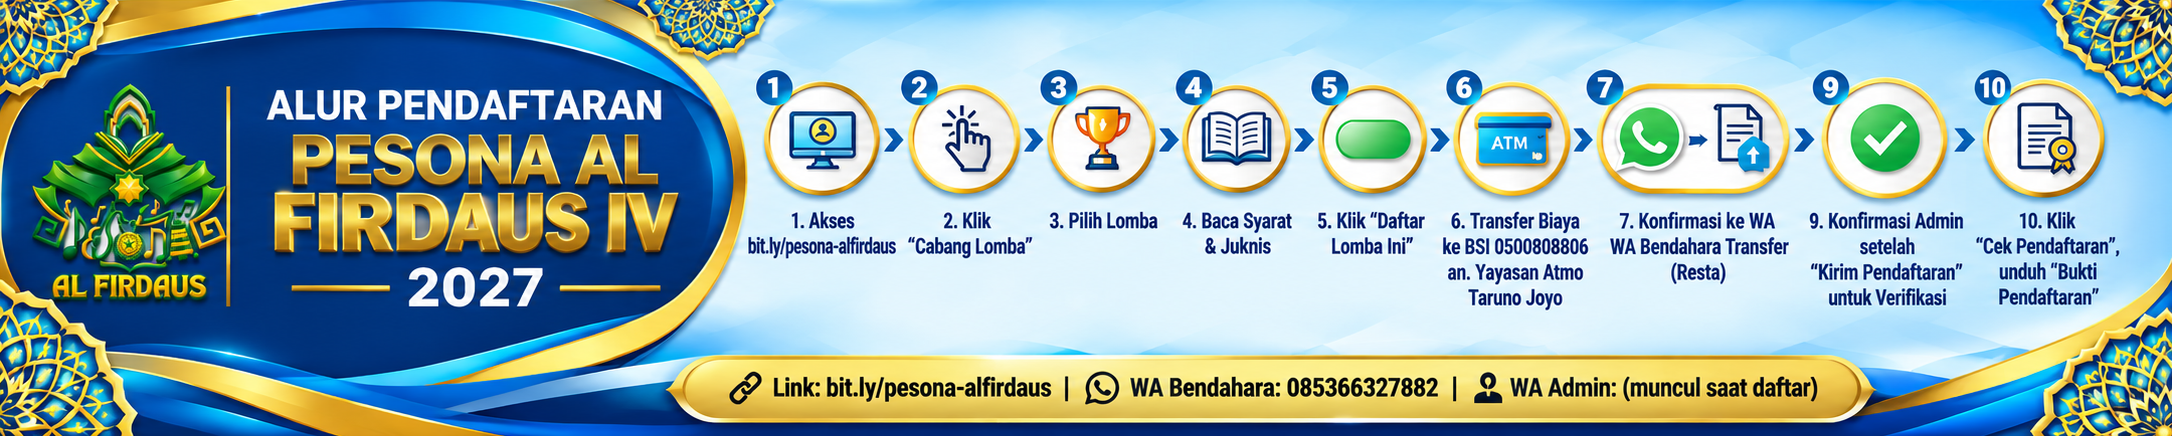 AL FIRDAUS
ALUR PENDAFTARAN
PESONA AL
FIRDAUS IV
2027
1
1. Akses
bit.ly/pesona-alfirdaus
2
2. Klik
“Cabang Lomba”
3
3. Pilih Lomba
4
4. Baca Syarat
& Juknis
5
5. Klik “Daftar
Lomba Ini”
6
ATM
6. Transfer Biaya
ke BSI 0500808806
an. Yayasan Atmo
Taruno Joyo
7
7. Konfirmasi ke WA
WA Bendahara Transfer
(Resta)
9
9. Konfirmasi Admin
setelah
“Kirim Pendaftaran”
untuk Verifikasi
10
10. Klik
“Cek Pendaftaran”,
unduh “Bukti
Pendaftaran”
Link: bit.ly/pesona-alfirdaus | WA Bendahara: 085366327882 | WA Admin: (muncul saat daftar)